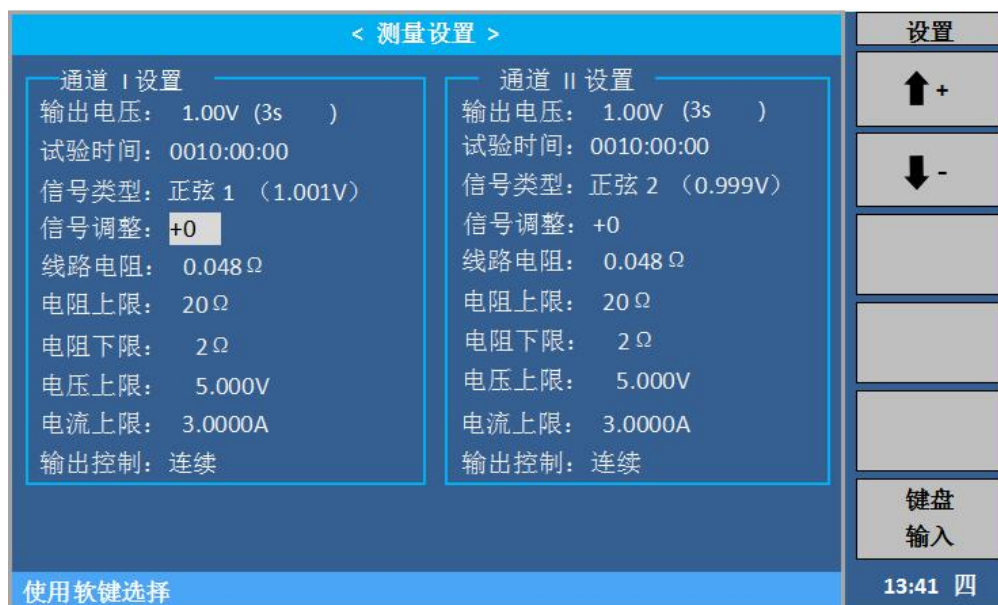 < 测量设置 >
通道 I 设置
输出电压： 1.00V (3s )
试验时间：0010:00:00
信号类型：正弦 1 （1.001V）
信号调整：+0
线路电阻： 0.048Ω
电阻上限： 20Ω
电阻下限： 2Ω
电压上限： 5.000V
电流上限： 3.0000A
输出控制：连续
通道 II 设置
输出电压： 1.00V (3s )
试验时间：0010:00:00
信号类型：正弦 2 （0.999V）
信号调整：+0
线路电阻： 0.048Ω
电阻上限： 20Ω
电阻下限： 2Ω
电压上限： 5.000V
电流上限： 3.0000A
输出控制：连续
使用软键选择
设置
+
-
键盘
输入
13:41 四